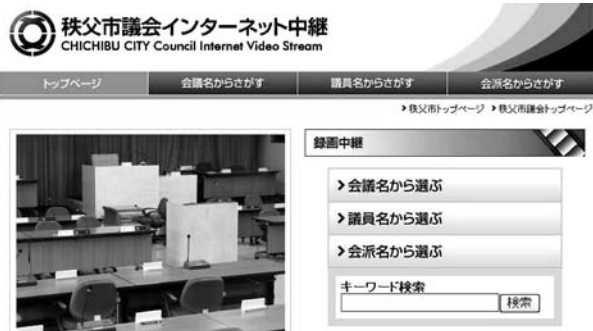 秩父市議会インターネット中継
CHICHIBU CITY Council Internet Video Stream
トップページ 会議名からさがす 議員名からさがす 会派名からさがす
秩父市トップページ 秩父市議会トップページ
録画中継
会議名から選ぶ
議員名から選ぶ
会派名から選ぶ
キーワード検索
検索